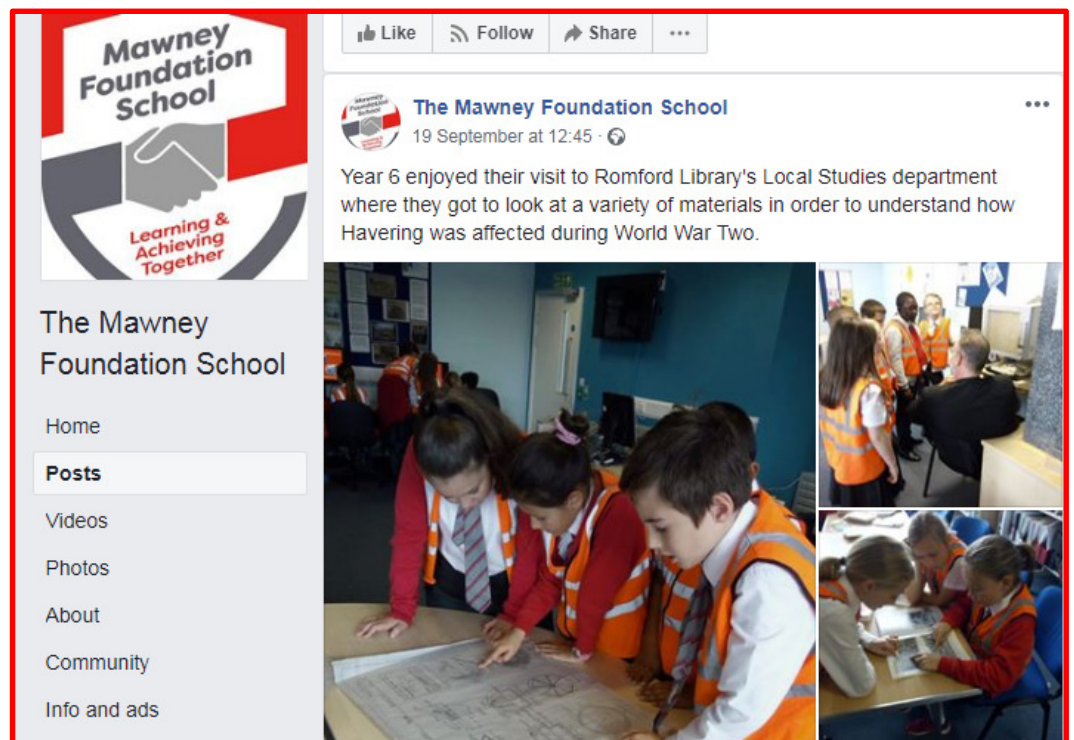 Mawney
Foundation
School
Learning &
Achieving
Together
The Mawney
Foundation School
Home
Posts
Videos
Photos
About
Community
Info and ads
Like
Follow
Share
The Mawney Foundation School
19 September at 12:45 ·
Year 6 enjoyed their visit to Romford Library's Local Studies department
where they got to look at a variety of materials in order to understand how
Havering was affected during World War Two.